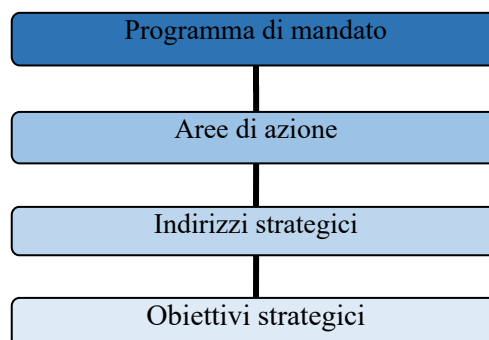 Programma di mandato
Aree di azione
Indirizzi strategici
Obiettivi strategici